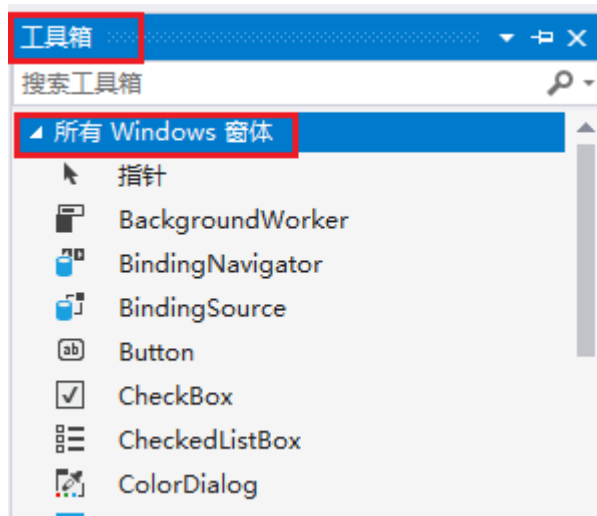 工具箱
搜索工具箱
所有 Windows 窗体
指针
BackgroundWorker
BindingNavigator
BindingSource
Button
CheckBox
CheckedListBox
ColorDialog